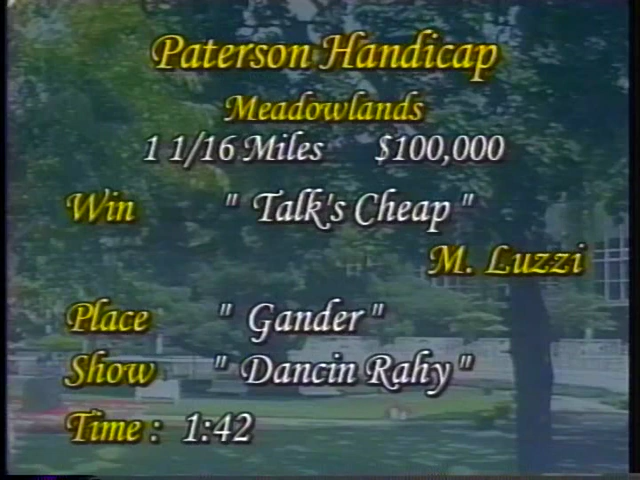 Paterson Handicap
Meadowlands
1 1/16 Miles $100,000
Win " Talk's Cheap "
M. Luzzi
Place " Gander "
Show " Dancin Rahy "
Time : 1:42